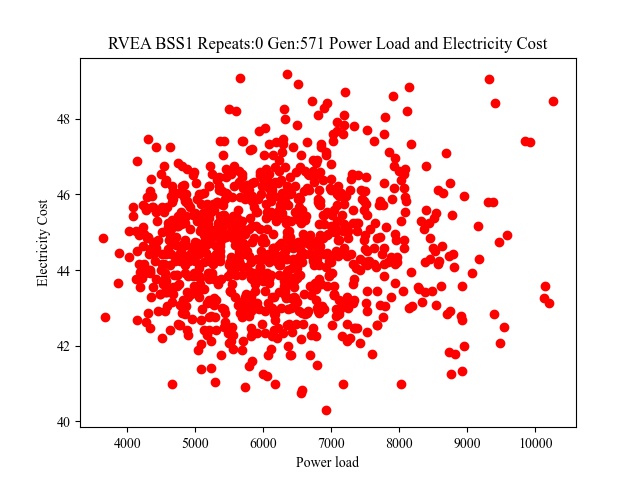 RVEA BSS1 Repeats:0 Gen:571 Power Load and Electricity Cost
48
46
44
42
40
Electricity Cost
4000 5000 6000 7000 8000 9000 10000
Power load